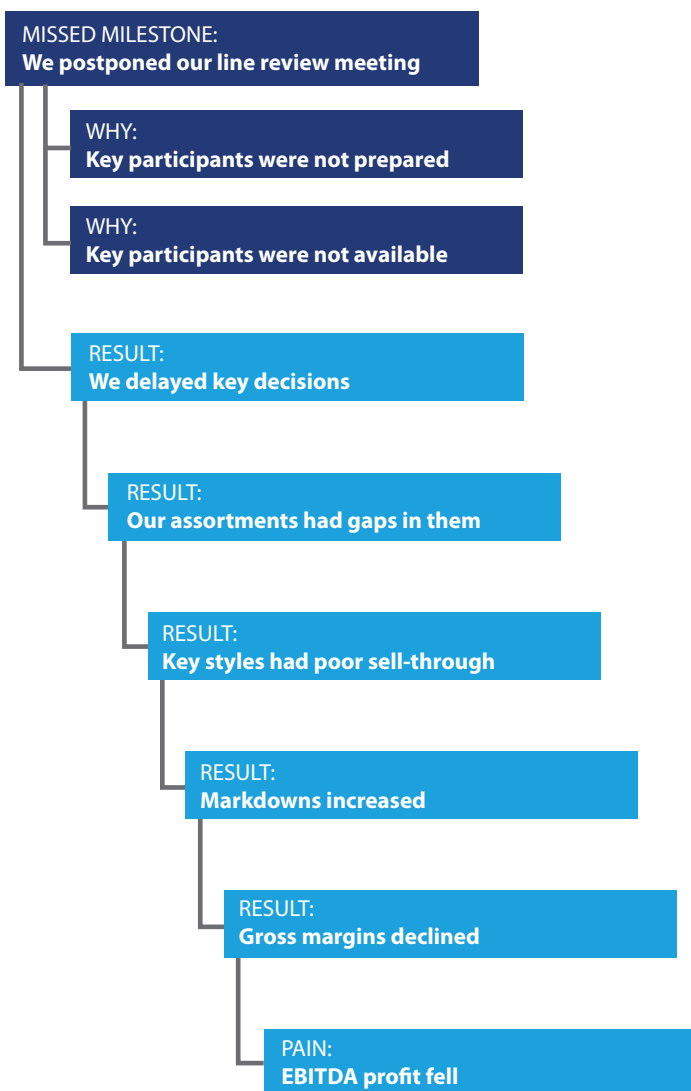 MISSED MILESTONE:
We postponed our line review meeting
WHY:
Key participants were not prepared
WHY:
Key participants were not available
RESULT:
We delayed key decisions
RESULT:
Our assortments had gaps in them
RESULT:
Key styles had poor sell-through
RESULT:
Markdowns increased
RESULT:
Gross margins declined
PAIN:
EBITDA profit fell